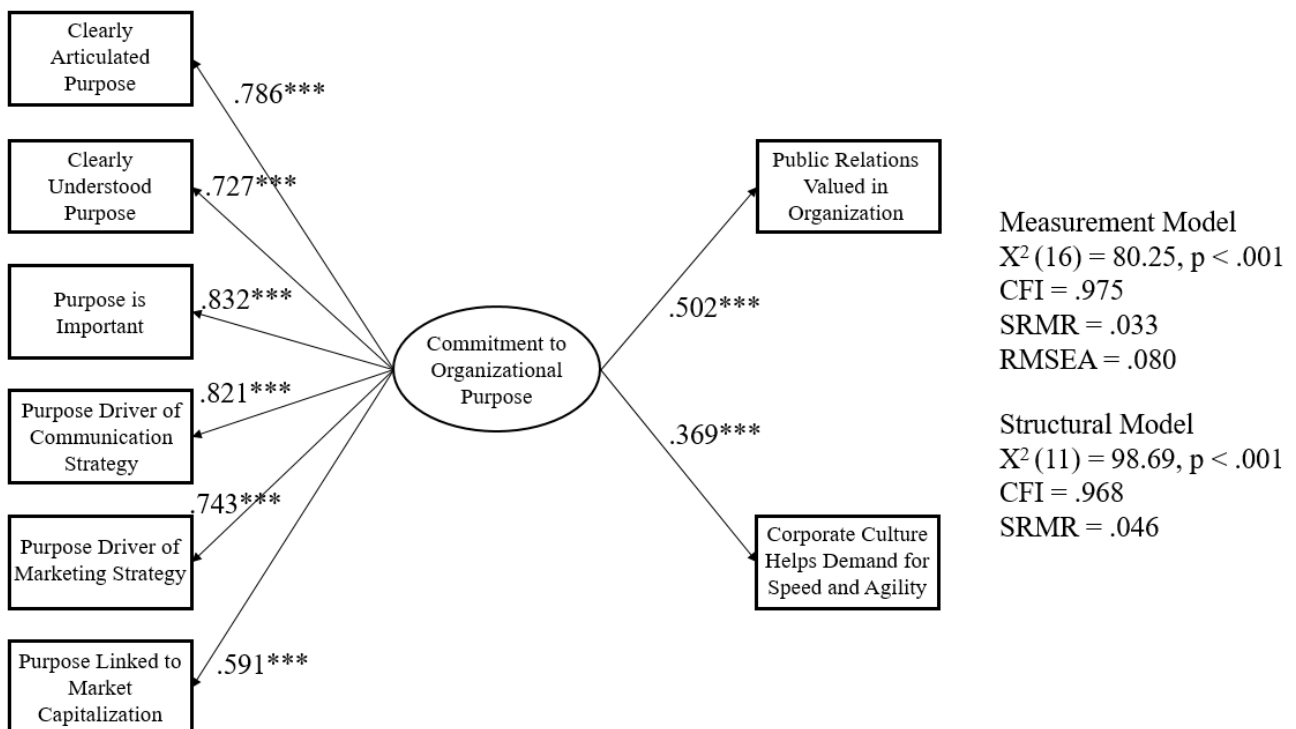 Clearly
Articulated
Purpose
.786***
Clearly
Understood
Purpose
.727***
Purpose is
Important
.832***
Purpose Driver of
Communication
Strategy
.821***
Purpose Driver of
Marketing Strategy
.743***
Purpose Linked to
Market
Capitalization
.591***
Commitment to
Organizational
Purpose
Public Relations
Valued in
Organization
.502***
.369***
Corporate Culture
Helps Demand for
Speed and Agility
Measurement Model
X² (16) = 80.25, p < .001
CFI = .975
SRMR = .033
RMSEA = .080
Structural Model
X² (11) = 98.69, p < .001
CFI = .968
SRMR = .046